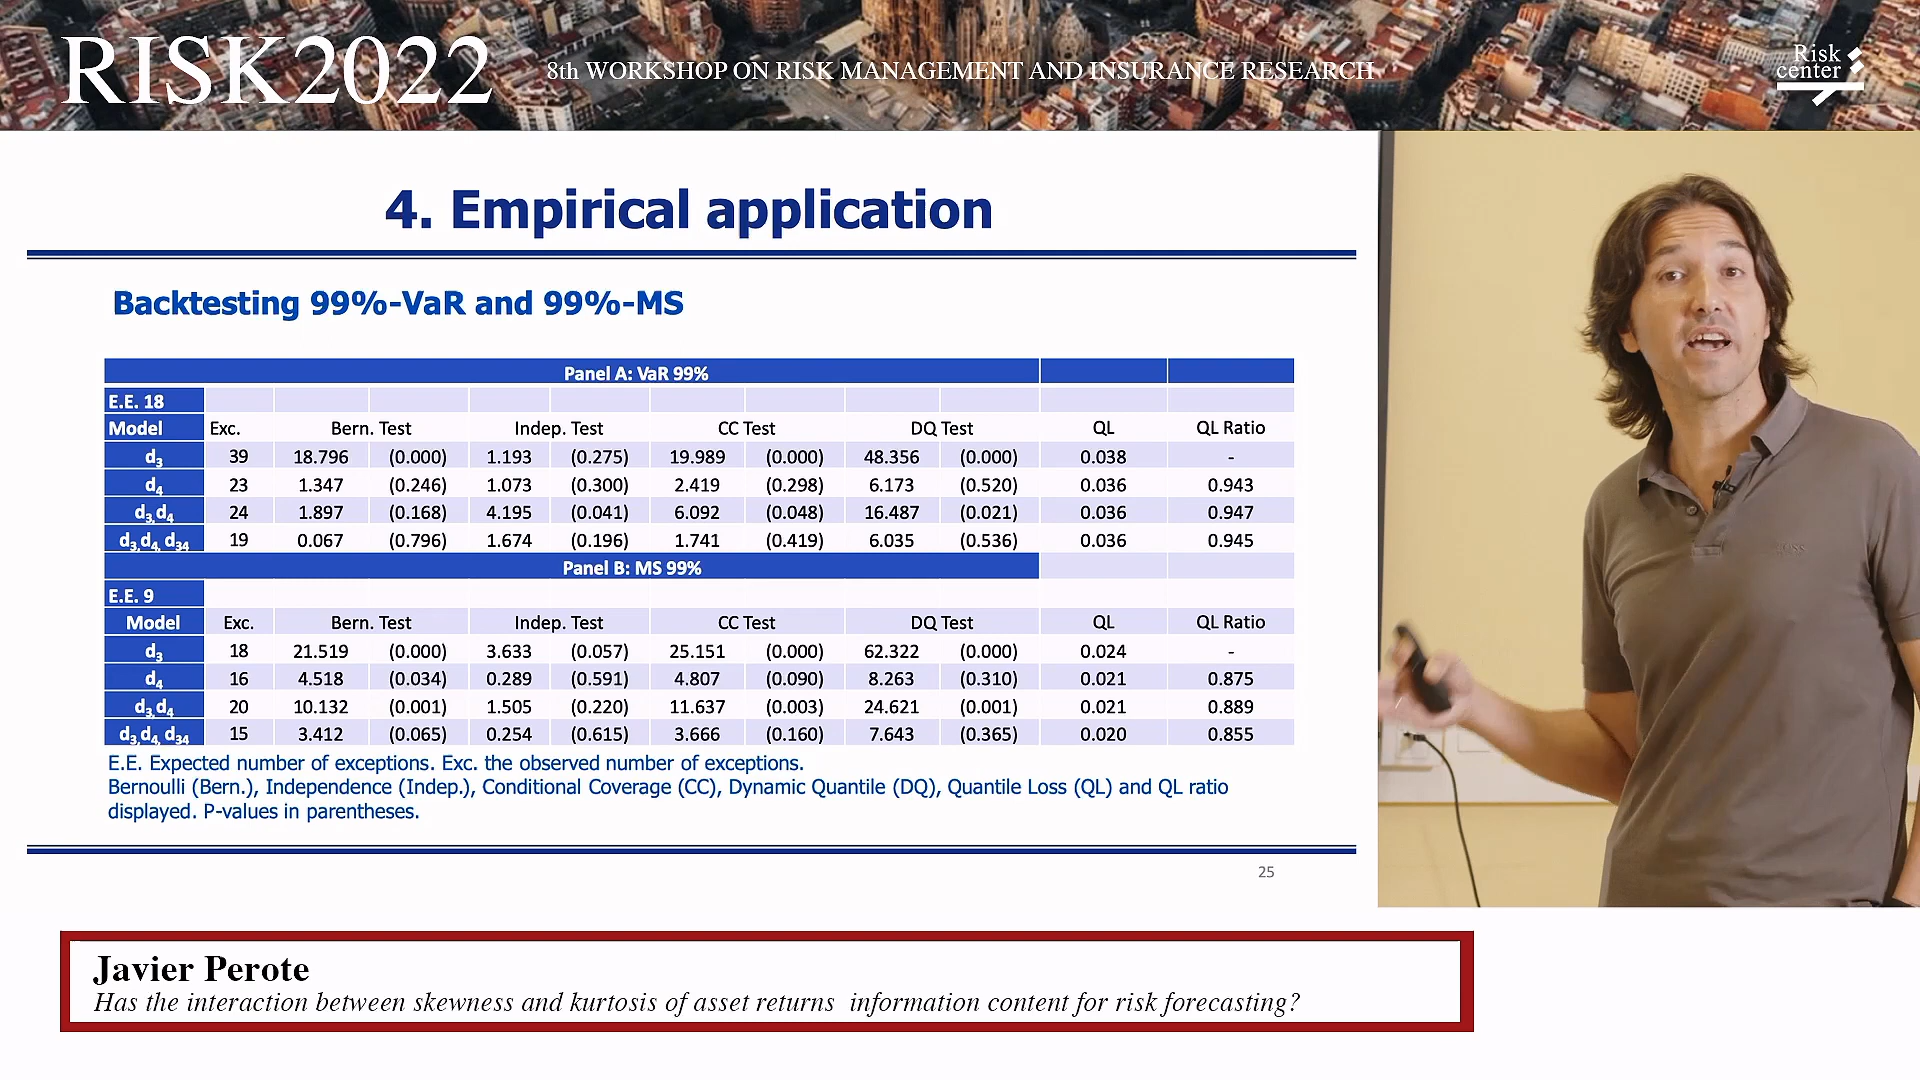 RISK2022
8th WORKSHOP ON RISK MANAGEMENT AND INSURANCE RESEARCH
Risk
center
4. Empirical application
Backtesting 99%-VaR and 99%-MS
Panel A: VaR 99%
E.E. 18
Model Exc. Bern. Test Indep. Test CC Test DQ Test QL QL Ratio
d3 39 18.796 (0.000) 1.193 (0.275) 19.989 (0.000) 48.356 (0.000) 0.038 -
d4 23 1.347 (0.246) 1.073 (0.300) 2.419 (0.298) 6.173 (0.520) 0.036 0.943
d3,d4 24 1.897 (0.168) 4.195 (0.041) 6.092 (0.048) 16.487 (0.021) 0.036 0.947
d3,d4, d34 19 0.067 (0.796) 1.674 (0.196) 1.741 (0.419) 6.035 (0.536) 0.036 0.945
Panel B: MS 99%
E.E. 9
Model Exc. Bern. Test Indep. Test CC Test DQ Test QL QL Ratio
d3 18 21.519 (0.000) 3.633 (0.057) 25.151 (0.000) 62.322 (0.000) 0.024 -
d4 16 4.518 (0.034) 0.289 (0.591) 4.807 (0.090) 8.263 (0.310) 0.021 0.875
d3,d4 20 10.132 (0.001) 1.505 (0.220) 11.637 (0.003) 24.621 (0.001) 0.021 0.889
d3,d4, d34 15 3.412 (0.065) 0.254 (0.615) 3.666 (0.160) 7.643 (0.365) 0.020 0.855
E.E. Expected number of exceptions. Exc. the observed number of exceptions.
Bernoulli (Bern.), Independence (Indep.), Conditional Coverage (CC), Dynamic Quantile (DQ), Quantile Loss (QL) and QL ratio
displayed. P-values in parentheses.
25
Javier Perote
Has the interaction between skewness and kurtosis of asset returns information content for risk forecasting?